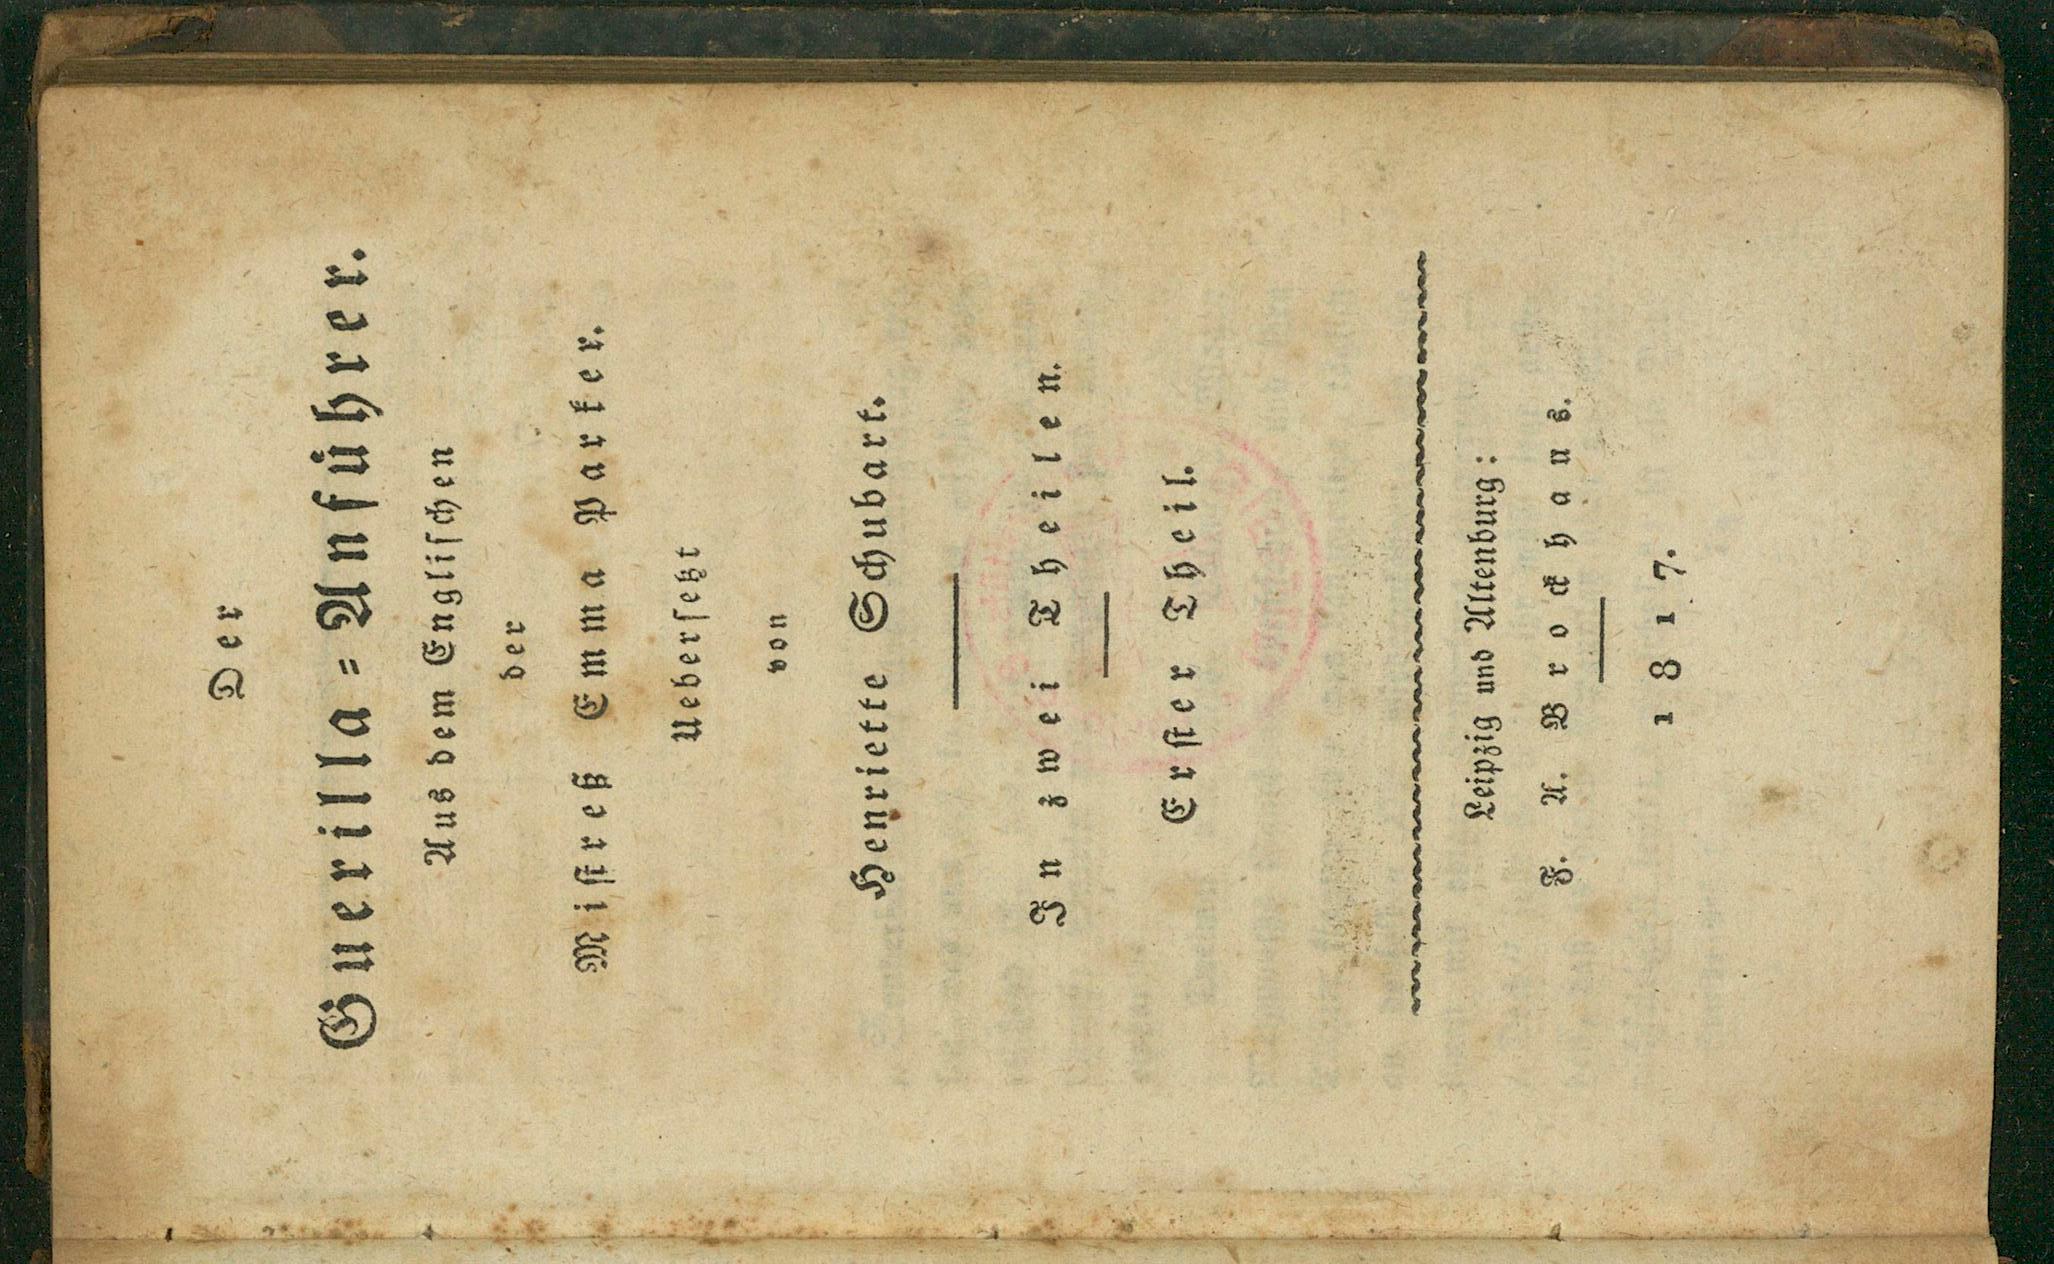 Der
Guerilla=Anführer.
Aus dem Engliſchen
der
Miſtreß Emma Parker.
Ueberſetzt
von
Henriette Schubart.
In zwei Theilen.
Erſter Theil.
Leipzig und Altenburg:
F. A. Brockhaus.
1817.